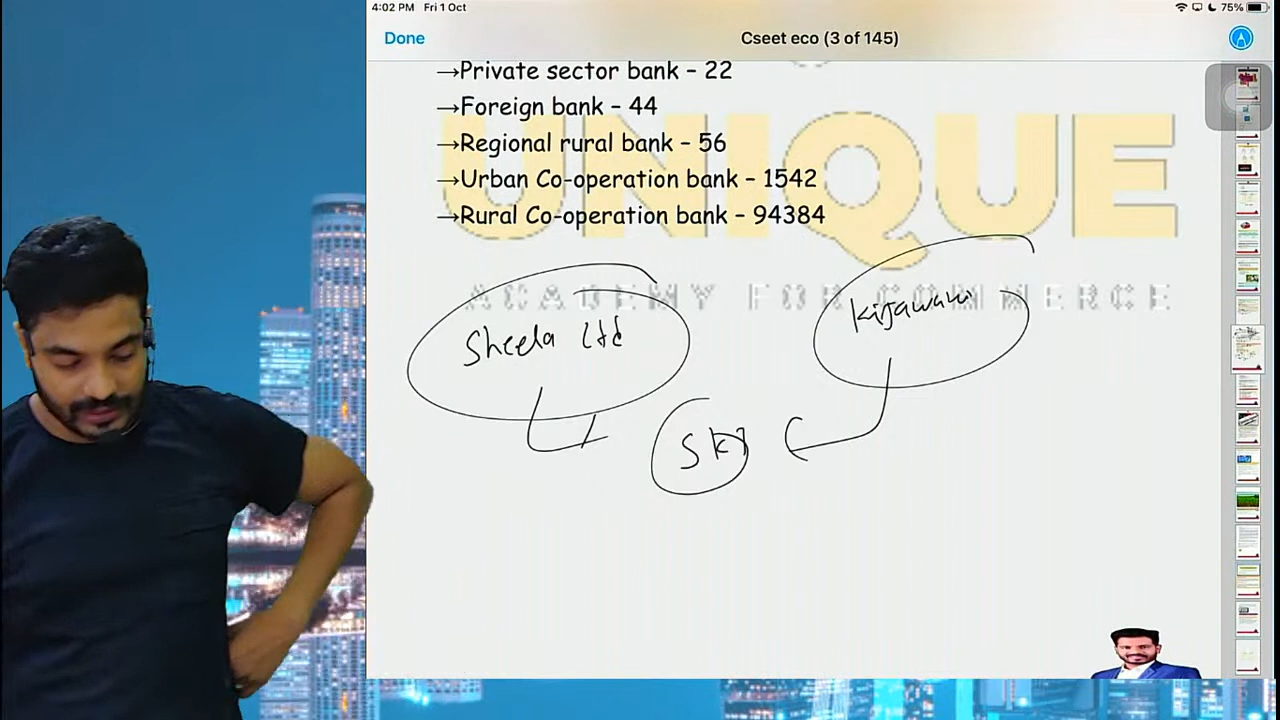 4:02 PM Fri 1 Oct
75%
Done
Cseet eco (3 of 145)
→Private sector bank – 22
→Foreign bank – 44
→Regional rural bank – 56
→Urban Co-operation bank – 1542
→Rural Co-operation bank – 94384
UNIQUE
ACADEMY FOR COMMERCE
Sheela Ltd